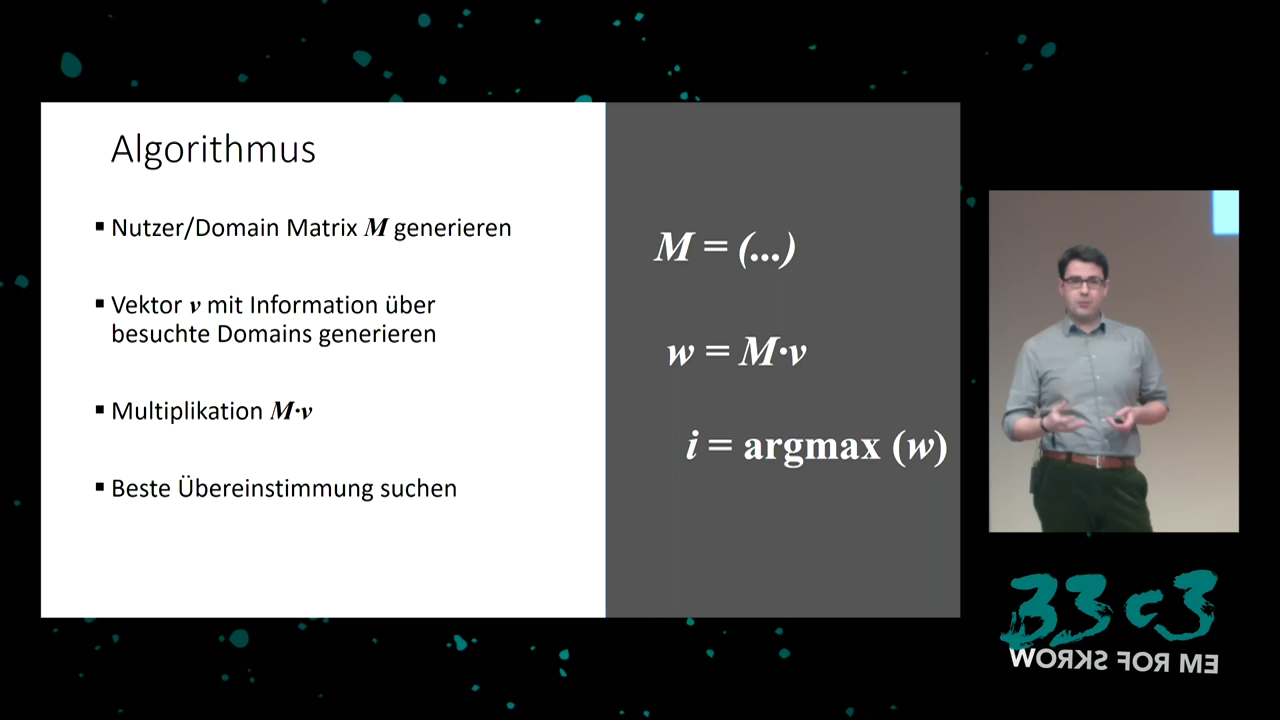 Algorithmus
▪ Nutzer/Domain Matrix M generieren
▪ Vektor v mit Information über
besuchte Domains generieren
▪ Multiplikation M·v
▪ Beste Übereinstimmung suchen
M = (...)
w = M·v
i = argmax (w)
33c3
WORKS FOR ME